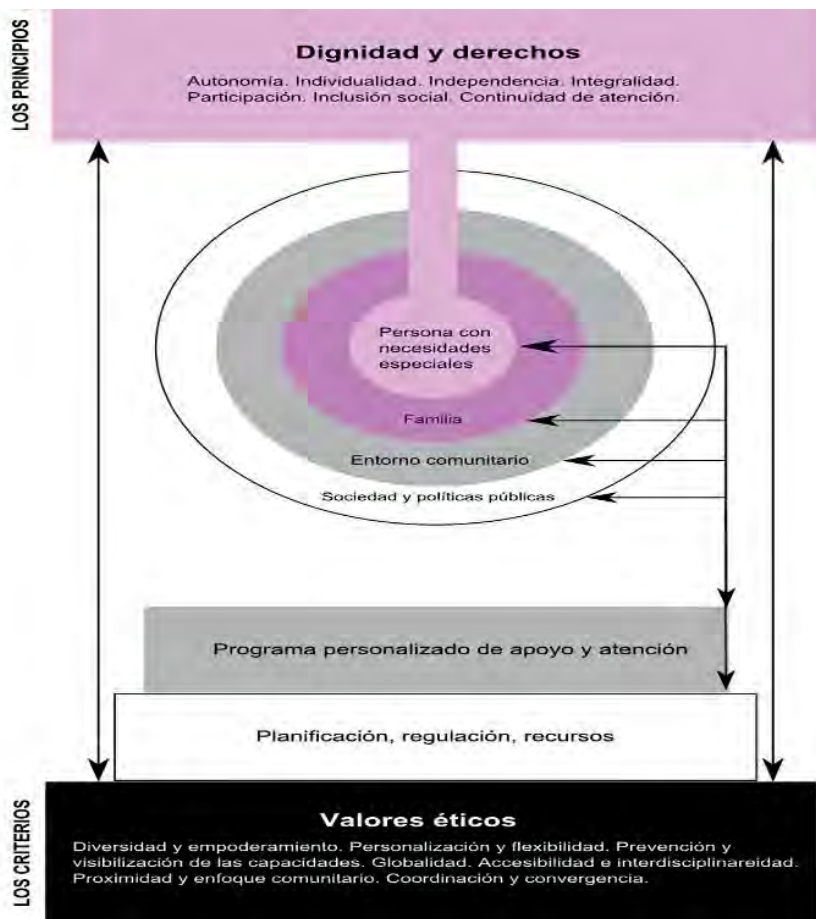 LOS PRINCIPIOS
Dignidad y derechos
Autonomía. Individualidad. Independencia. Integralidad.
Participación. Inclusión social. Continuidad de atención.
Persona con
necesidades
especiales
Familia
Entorno comunitario
Sociedad y políticas públicas
Programa personalizado de apoyo y atención
Planificación, regulación, recursos
LOS CRITERIOS
Valores éticos
Diversidad y empoderamiento. Personalización y flexibilidad. Prevención y
visibilización de las capacidades. Globalidad. Accesibilidad e interdisciplinareidad.
Proximidad y enfoque comunitario. Coordinación y convergencia.